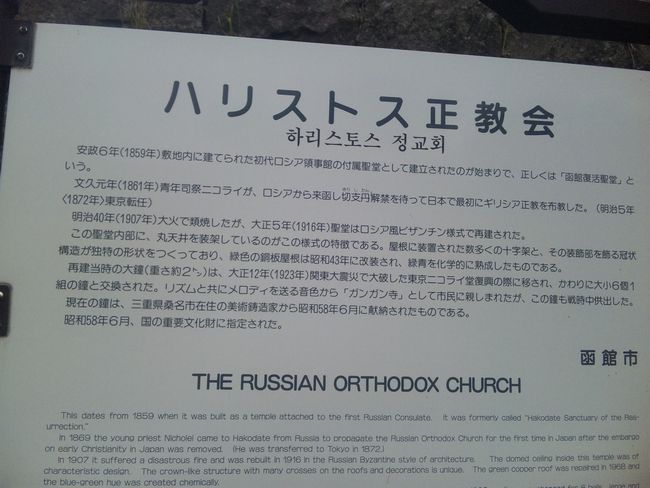 ハリストス正教会
하리스토스 정교회
安政6年(1859年)敷地内に建てられた初代ロシア領事館の付属聖堂として建立されたのが始まりで、正しくは「函館復活聖堂」と
いう。
文久元年(1861年)青年司祭ニコライが、ロシアから来函し切支丹解禁を待って日本で最初にギリシア正教を布教した。(明治5年
〈1872年〉東京転任)
明治40年(1907年)大火で類焼したが、大正5年(1916年)聖堂はロシア風ビザンチン様式で再建された。
この聖堂内部に、丸天井を装架しているのがこの様式の特徴である。屋根に装置された数多くの十字架と、その装飾部を飾る冠状
構造が独特の形状をつくっており、緑色の銅板屋根は昭和43年に改装され、緑青を化学的に熟成したものである。
再建当時の大鐘(重さ約2㌧)は、大正12年(1923年)関東大震災で大破した東京ニコライ堂復興の際に移され、かわりに大小6個1
組の鐘と交換された。リズムと共にメロディを送る音色から「ガンガン寺」として市民に親しまれたが、この鐘も戦時中供出した。
現在の鐘は、三重県桑名市在住の美術鋳造家から昭和58年6月に献納されたものである。
昭和58年6月、国の重要文化財に指定された。
函館市
THE RUSSIAN ORTHODOX CHURCH
This dates from 1859 when it was built as a temple attached to the first Russian Consulate. It was formerly called "Hakodate Sanctuary of the Res-
urrection."
In 1869 the young priest Nicholei came to Hakodate from Russia to propagate the Russian Orthodox Church for the first time in Japan after the embargo
on early Christianity in Japan was removed. (He was transferred to Tokyo in 1872.)
In 1907 it suffered a disastrous fire and was rebuilt in 1916 in the Russian Byzantine style of architecture. The domed ceiling inside this temple was of
characteristic design. The crown-like structure with many crosses on the roofs and decorations is unique. The green copper roof was repaired in 1968 and
the blue-green hue was created chemically.